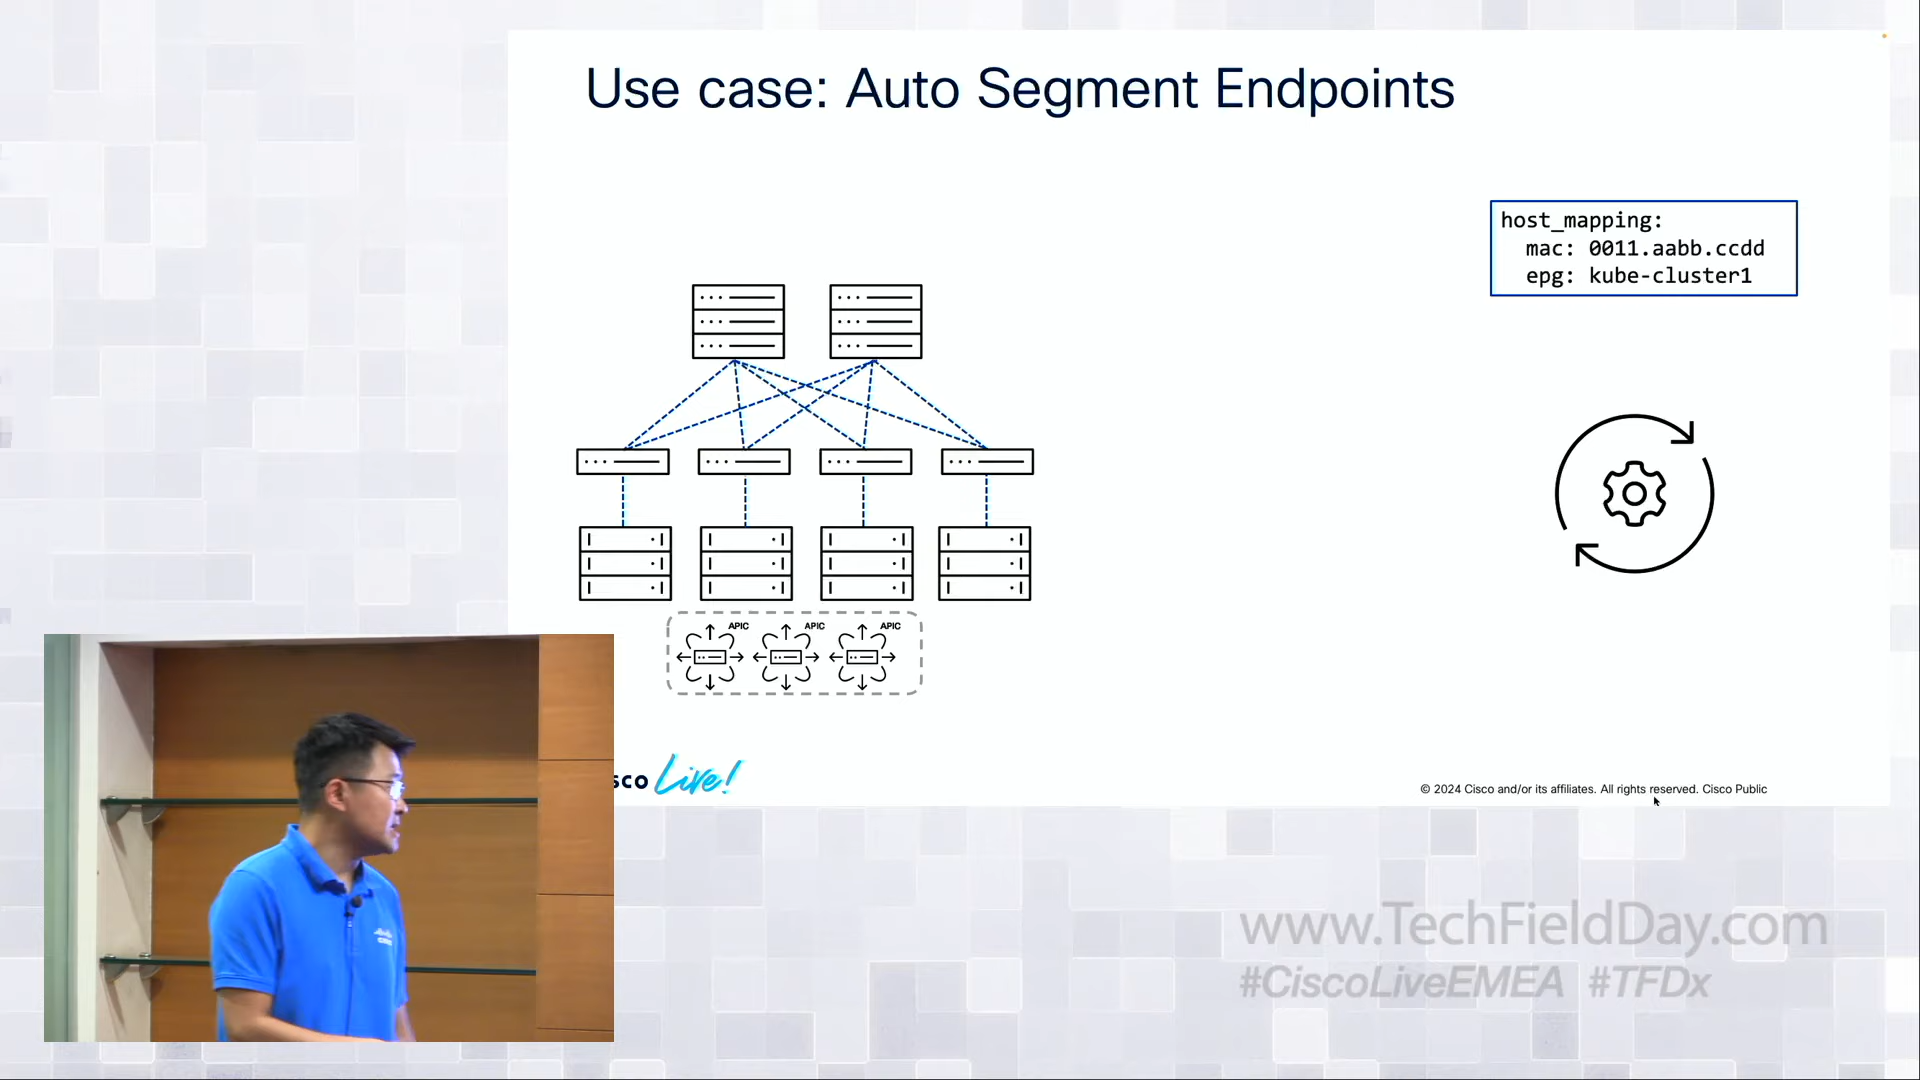 Use case: Auto Segment Endpoints
host_mapping:
mac: 0011.aabb.ccdd
epg: kube-cluster1
APIC APIC APIC
sco Live!
© 2024 Cisco and/or its affiliates. All rights reserved. Cisco Public
www.TechFieldDay.com
#CiscoLiveEMEA #TFDx